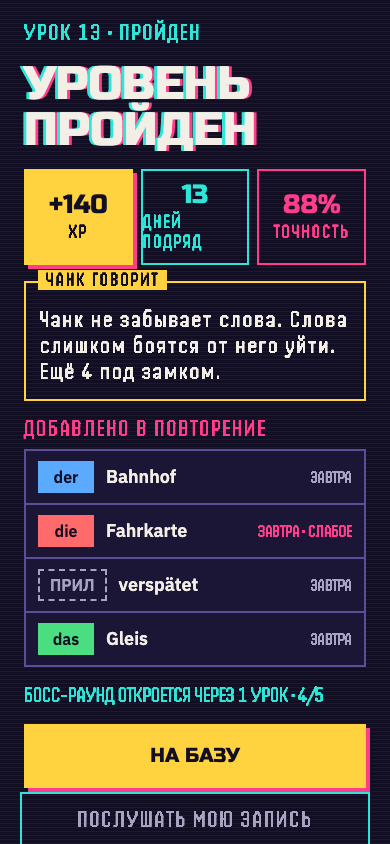 УРОК 13 · ПРОЙДЕН
УРОВЕНЬ
ПРОЙДЕН
+140
XP
13
ДНЕЙ
ПОДРЯД
88%
ТОЧНОСТЬ
ЧАНК ГОВОРИТ
Чанк не забывает слова. Слова
слишком боятся от него уйти.
Ещё 4 под замком.
ДОБАВЛЕНО В ПОВТОРЕНИЕ
der Bahnhof ЗАВТРА
die Fahrkarte ЗАВТРА · СЛАБОЕ
ПРИЛ verspätet ЗАВТРА
das Gleis ЗАВТРА
БОСС-РАУНД ОТКРОЕТСЯ ЧЕРЕЗ 1 УРОК · 4/5
НА БАЗУ
ПОСЛУШАТЬ МОЮ ЗАПИСЬ